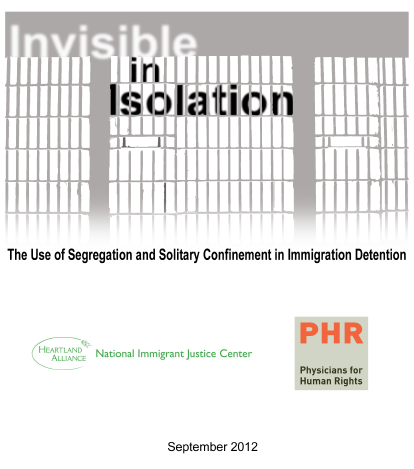 Invisible
in
Isolation
The Use of Segregation and Solitary Confinement in Immigration Detention
HEARTLAND
ALLIANCE
National Immigrant Justice Center
PHR
Physicians for
Human Rights
September 2012